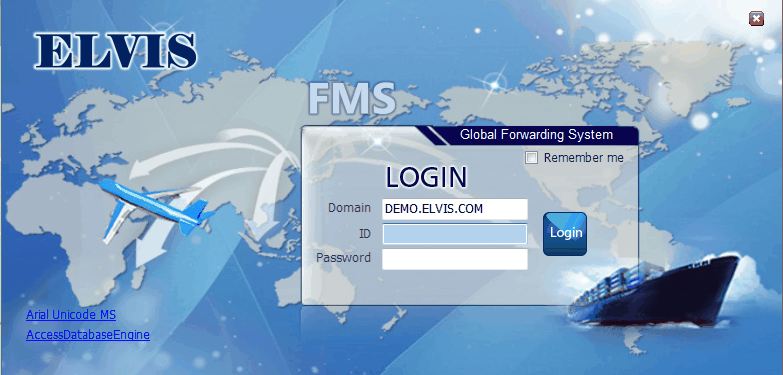 ELVIS
FMS
Global Forwarding System
Remember me
LOGIN
Domain DEMO.ELVIS.COM
ID
Login
Password
Arial Unicode MS
AccessDatabaseEngine